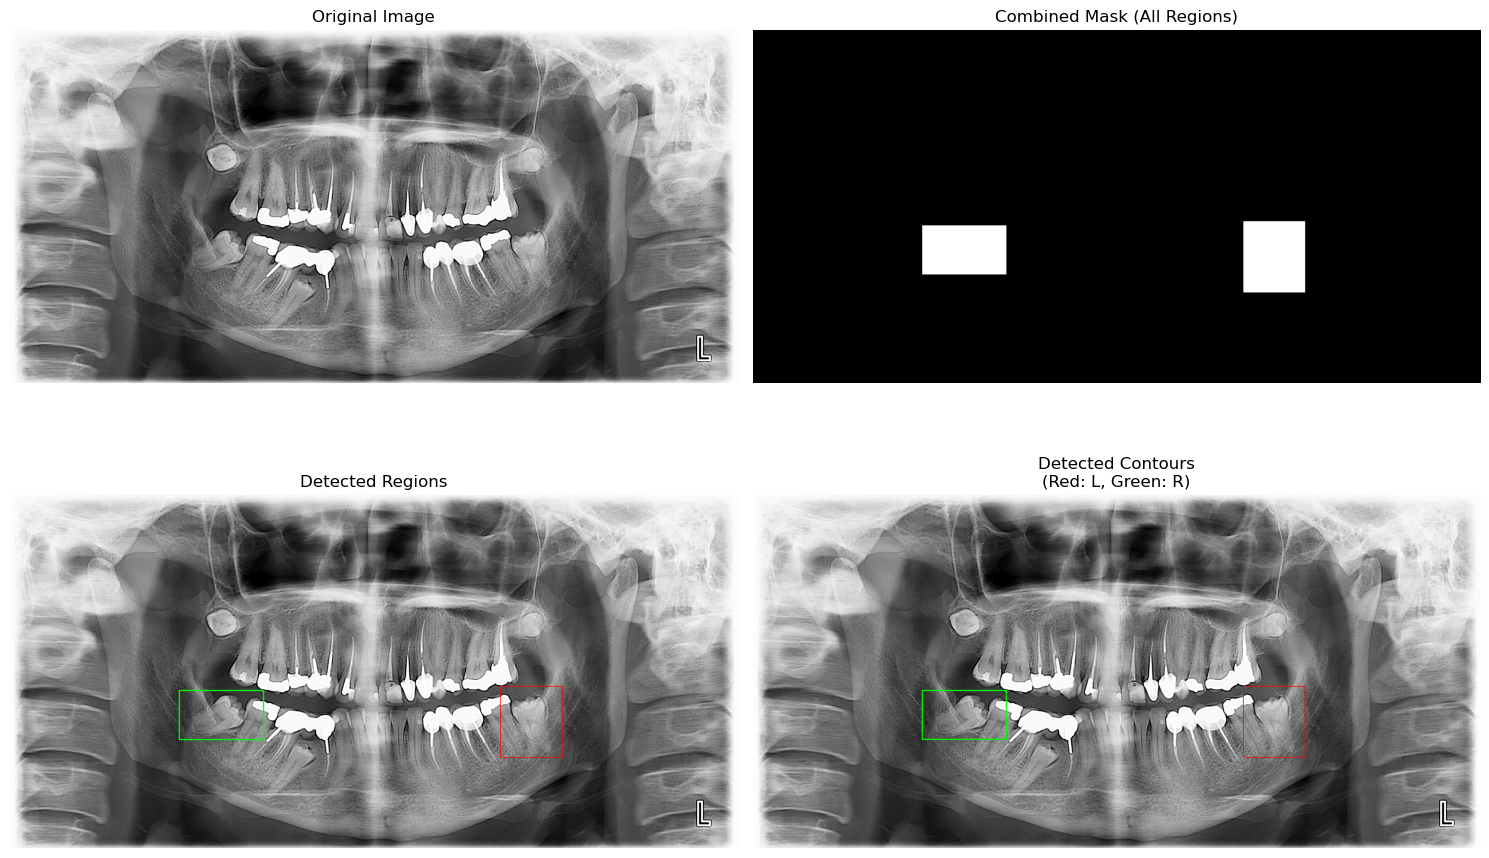 Original Image
Combined Mask (All Regions)
L
Detected Regions
Detected Contours
(Red: L, Green: R)
L
L